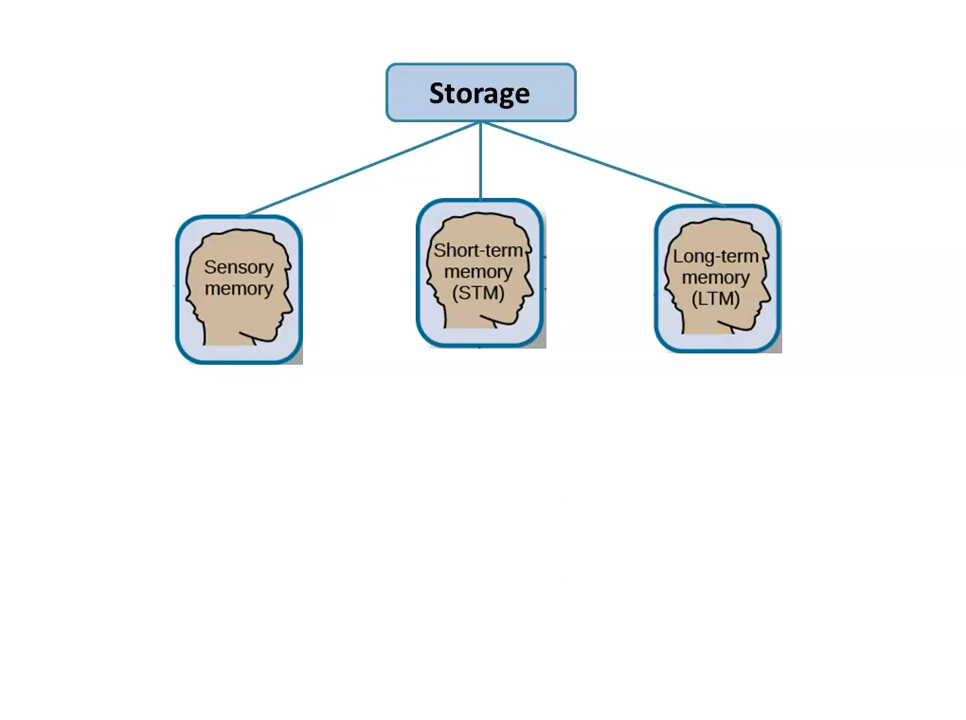 Storage
Sensory
memory
Short-term
memory
(STM)
Long-term
memory
(LTM)